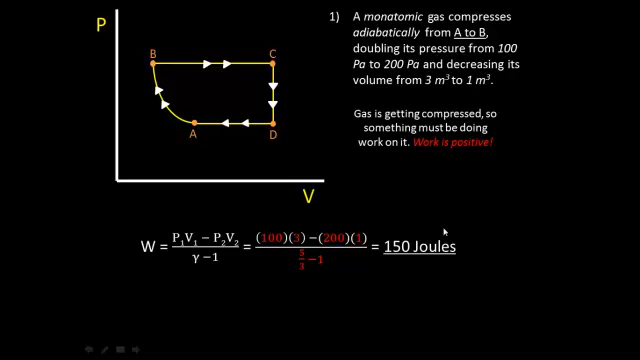 P
B
C
A
D
V
1) A monatomic gas compresses
adiabatically from A to B,
doubling its pressure from 100
Pa to 200 Pa and decreasing its
volume from 3 m³ to 1 m³.
Gas is getting compressed, so
something must be doing
work on it. Work is positive!
W = (P₁V₁ − P₂V₂)/(γ − 1) = ((100)(3) − (200)(1))/(5/3 − 1) = 150 Joules